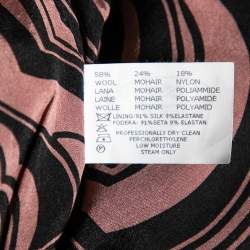 58% 24% 18%
WOOL MOHAIR NYLON
LANA MOHAIR POLIAMMIDE
LAINE MOHAIR POLYAMIDE
WOLLE MOHAIR POLYAMID
LINING:91% SILK 9%ELASTANE
FODERA: 91%SETA 9% ELASTAN
PROFESSIONALLY DRY CLEAN
PERCHLORETHYLENE
LOW MOISTURE
STEAM ONLY